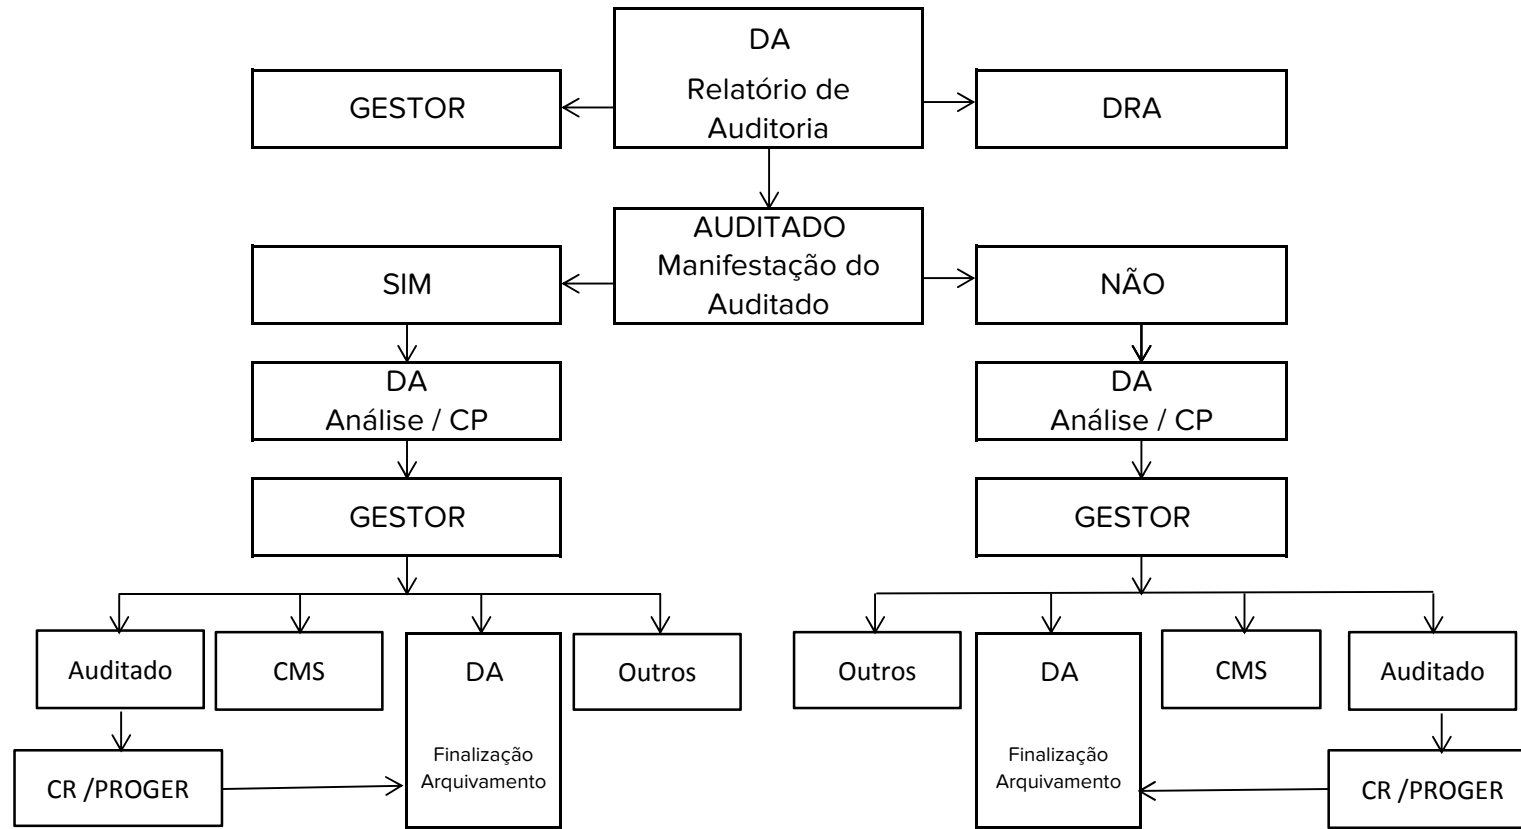 DA
Relatório de
Auditoria
GESTOR
DRA
AUDITADO
Manifestação do
Auditado
SIM
NÃO
DA
Análise / CP
DA
Análise / CP
GESTOR
GESTOR
Auditado
CMS
DA
Finalização
Arquivamento
Outros
Outros
DA
Finalização
Arquivamento
CMS
Auditado
CR /PROGER
CR /PROGER